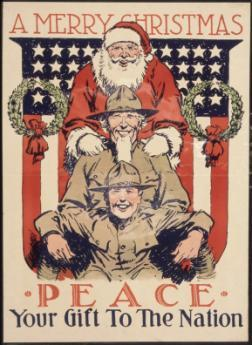 A MERRY CHRISTMAS
· PEACE ·
Your Gift To The Nation